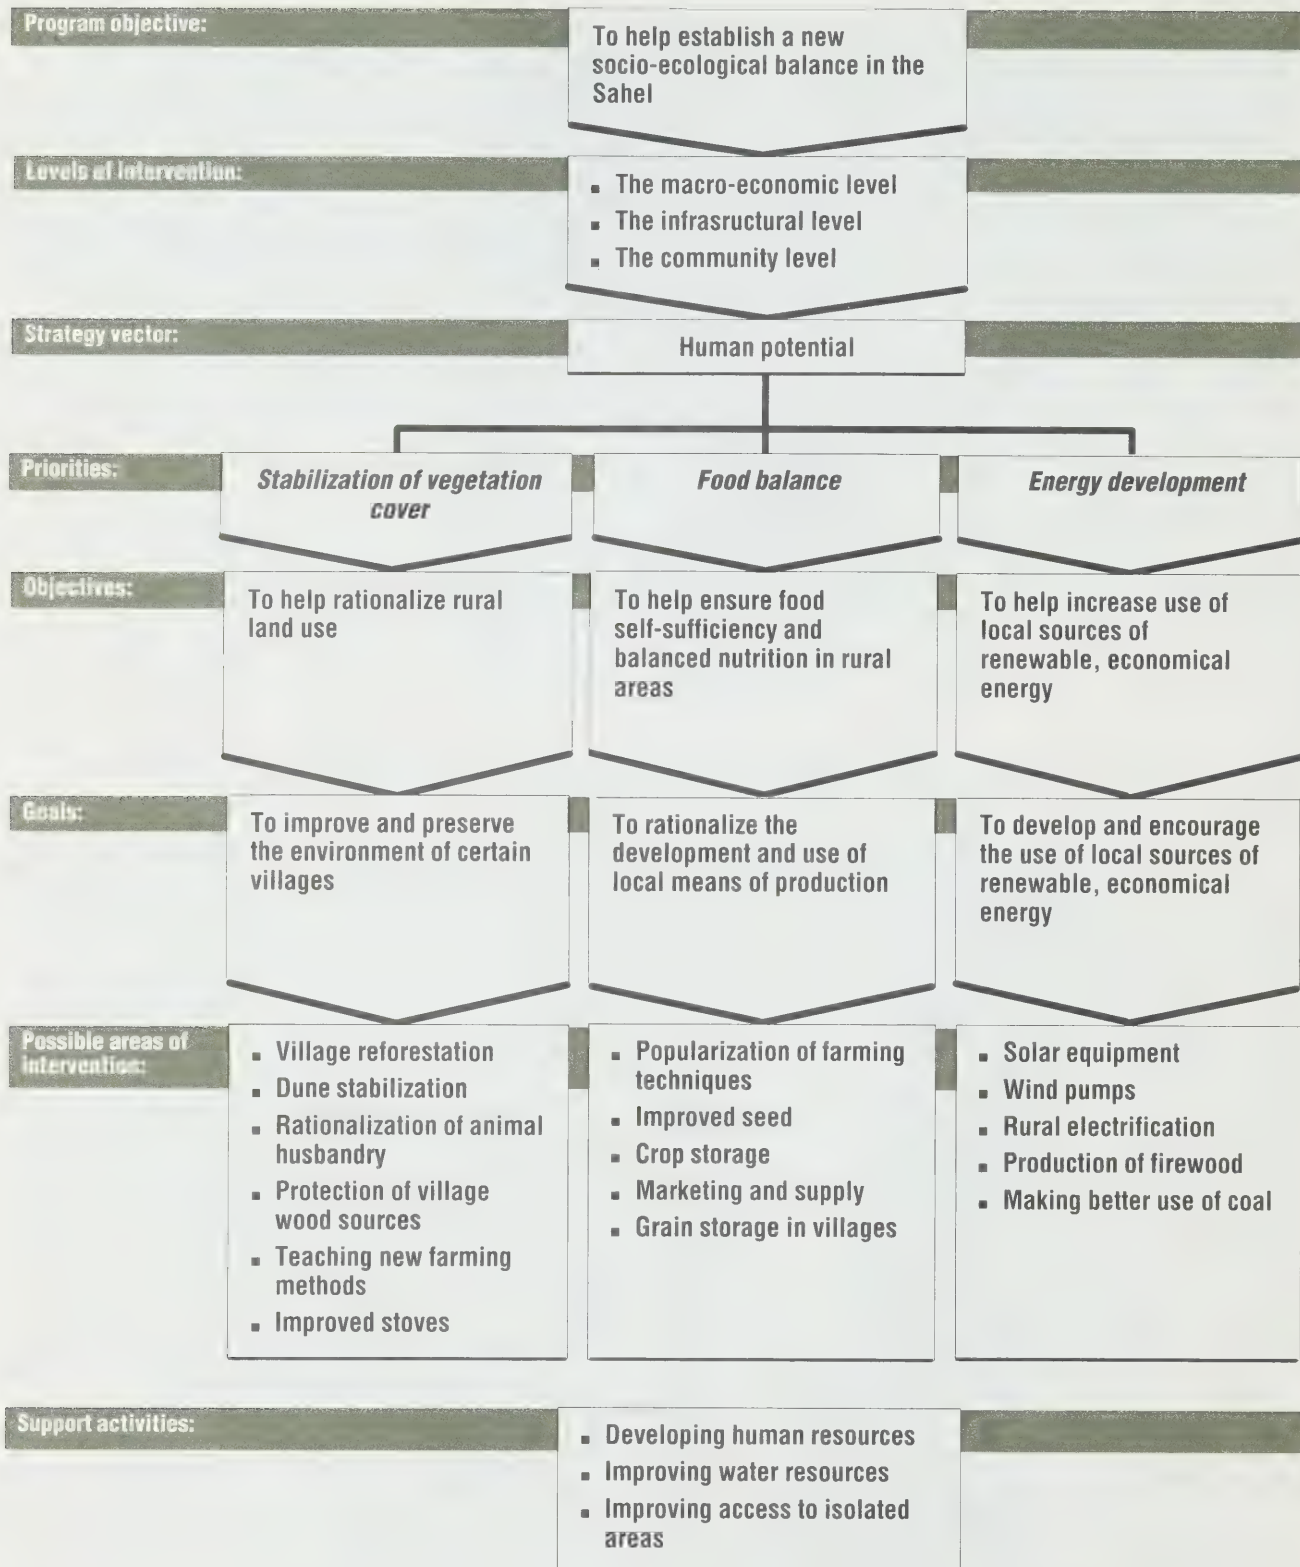 Program objective:
To help establish a new
socio-ecological balance in the
Sahel
Levels of intervention:
▪ The macro-economic level
▪ The infrasructural level
▪ The community level
Strategy vector:
Human potential
Priorities:
Stabilization of vegetation
cover
Food balance
Energy development
Objectives:
To help rationalize rural
land use
To help ensure food
self-sufficiency and
balanced nutrition in rural
areas
To help increase use of
local sources of
renewable, economical
energy
Goals:
To improve and preserve
the environment of certain
villages
To rationalize the
development and use of
local means of production
To develop and encourage
the use of local sources of
renewable, economical
energy
Possible areas of
intervention:
▪ Village reforestation
▪ Dune stabilization
▪ Rationalization of animal
husbandry
▪ Protection of village
wood sources
▪ Teaching new farming
methods
▪ Improved stoves
▪ Popularization of farming
techniques
▪ Improved seed
▪ Crop storage
▪ Marketing and supply
▪ Grain storage in villages
▪ Solar equipment
▪ Wind pumps
▪ Rural electrification
▪ Production of firewood
▪ Making better use of coal
Support activities:
▪ Developing human resources
▪ Improving water resources
▪ Improving access to isolated
areas